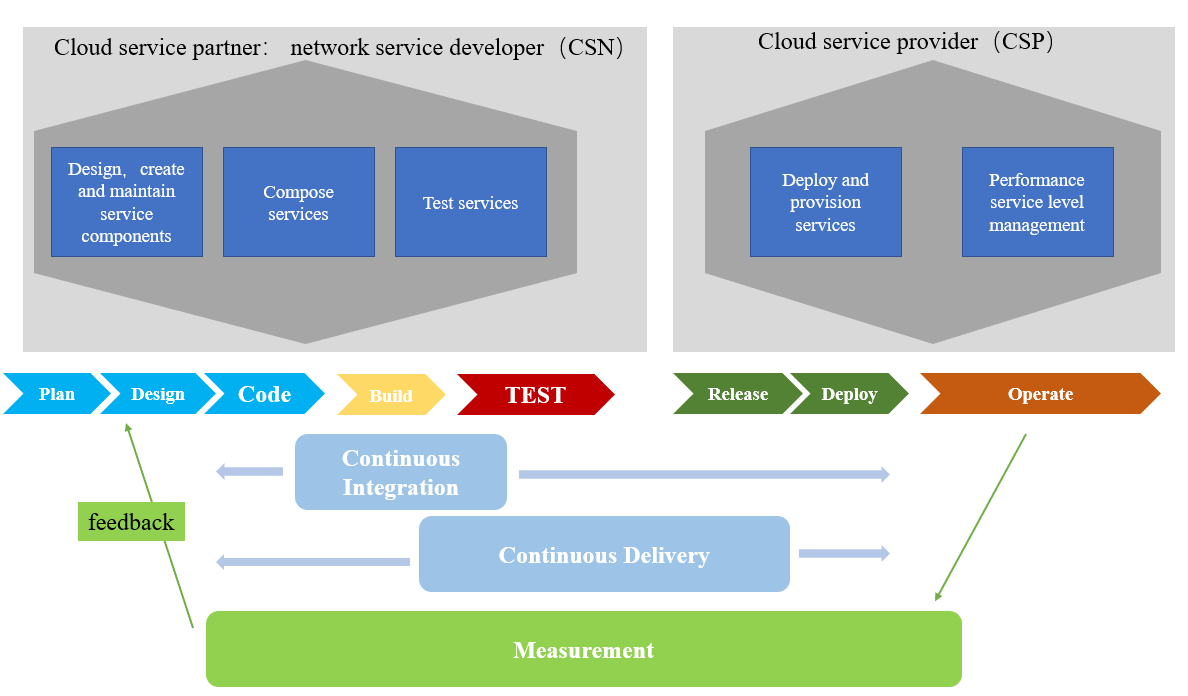 Cloud service partner： network service developer（CSN）
Cloud service provider（CSP）
Design，create
and maintain
service
components
Compose
services
Test services
Deploy and
provision
services
Performance
service level
management
Plan
Design
Code
Build
TEST
Release
Deploy
Operate
Continuous
Integration
feedback
Continuous Delivery
Measurement